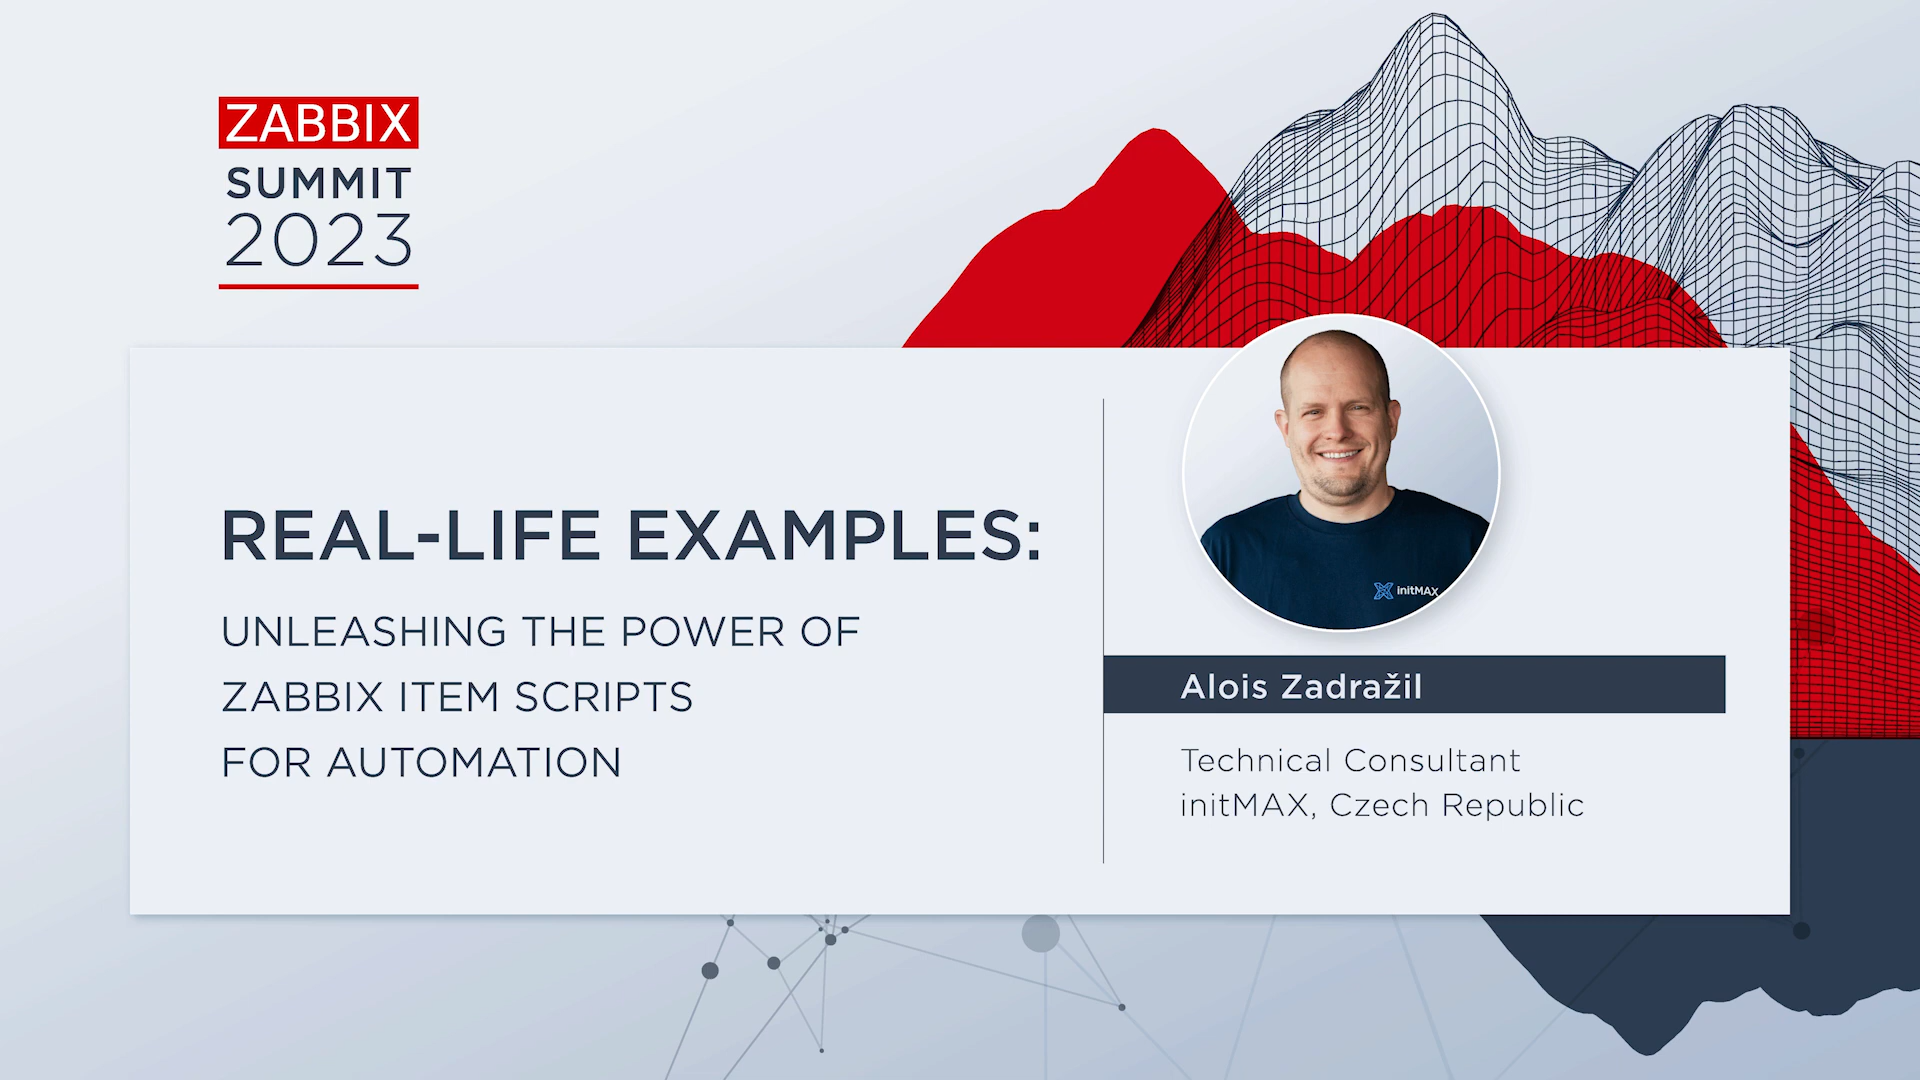 ZABBIX
SUMMIT
2023
REAL-LIFE EXAMPLES:
UNLEASHING THE POWER OF
ZABBIX ITEM SCRIPTS
FOR AUTOMATION
initMAX
Alois Zadražil
Technical Consultant
initMAX, Czech Republic